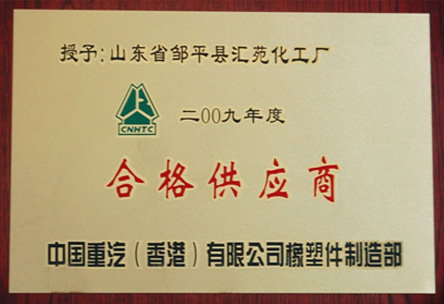 授予:山东省邹平县汇苑化工厂
CNHTC
二00九年度
合格供应商
中国重汽(香港)有限公司橡塑件制造部